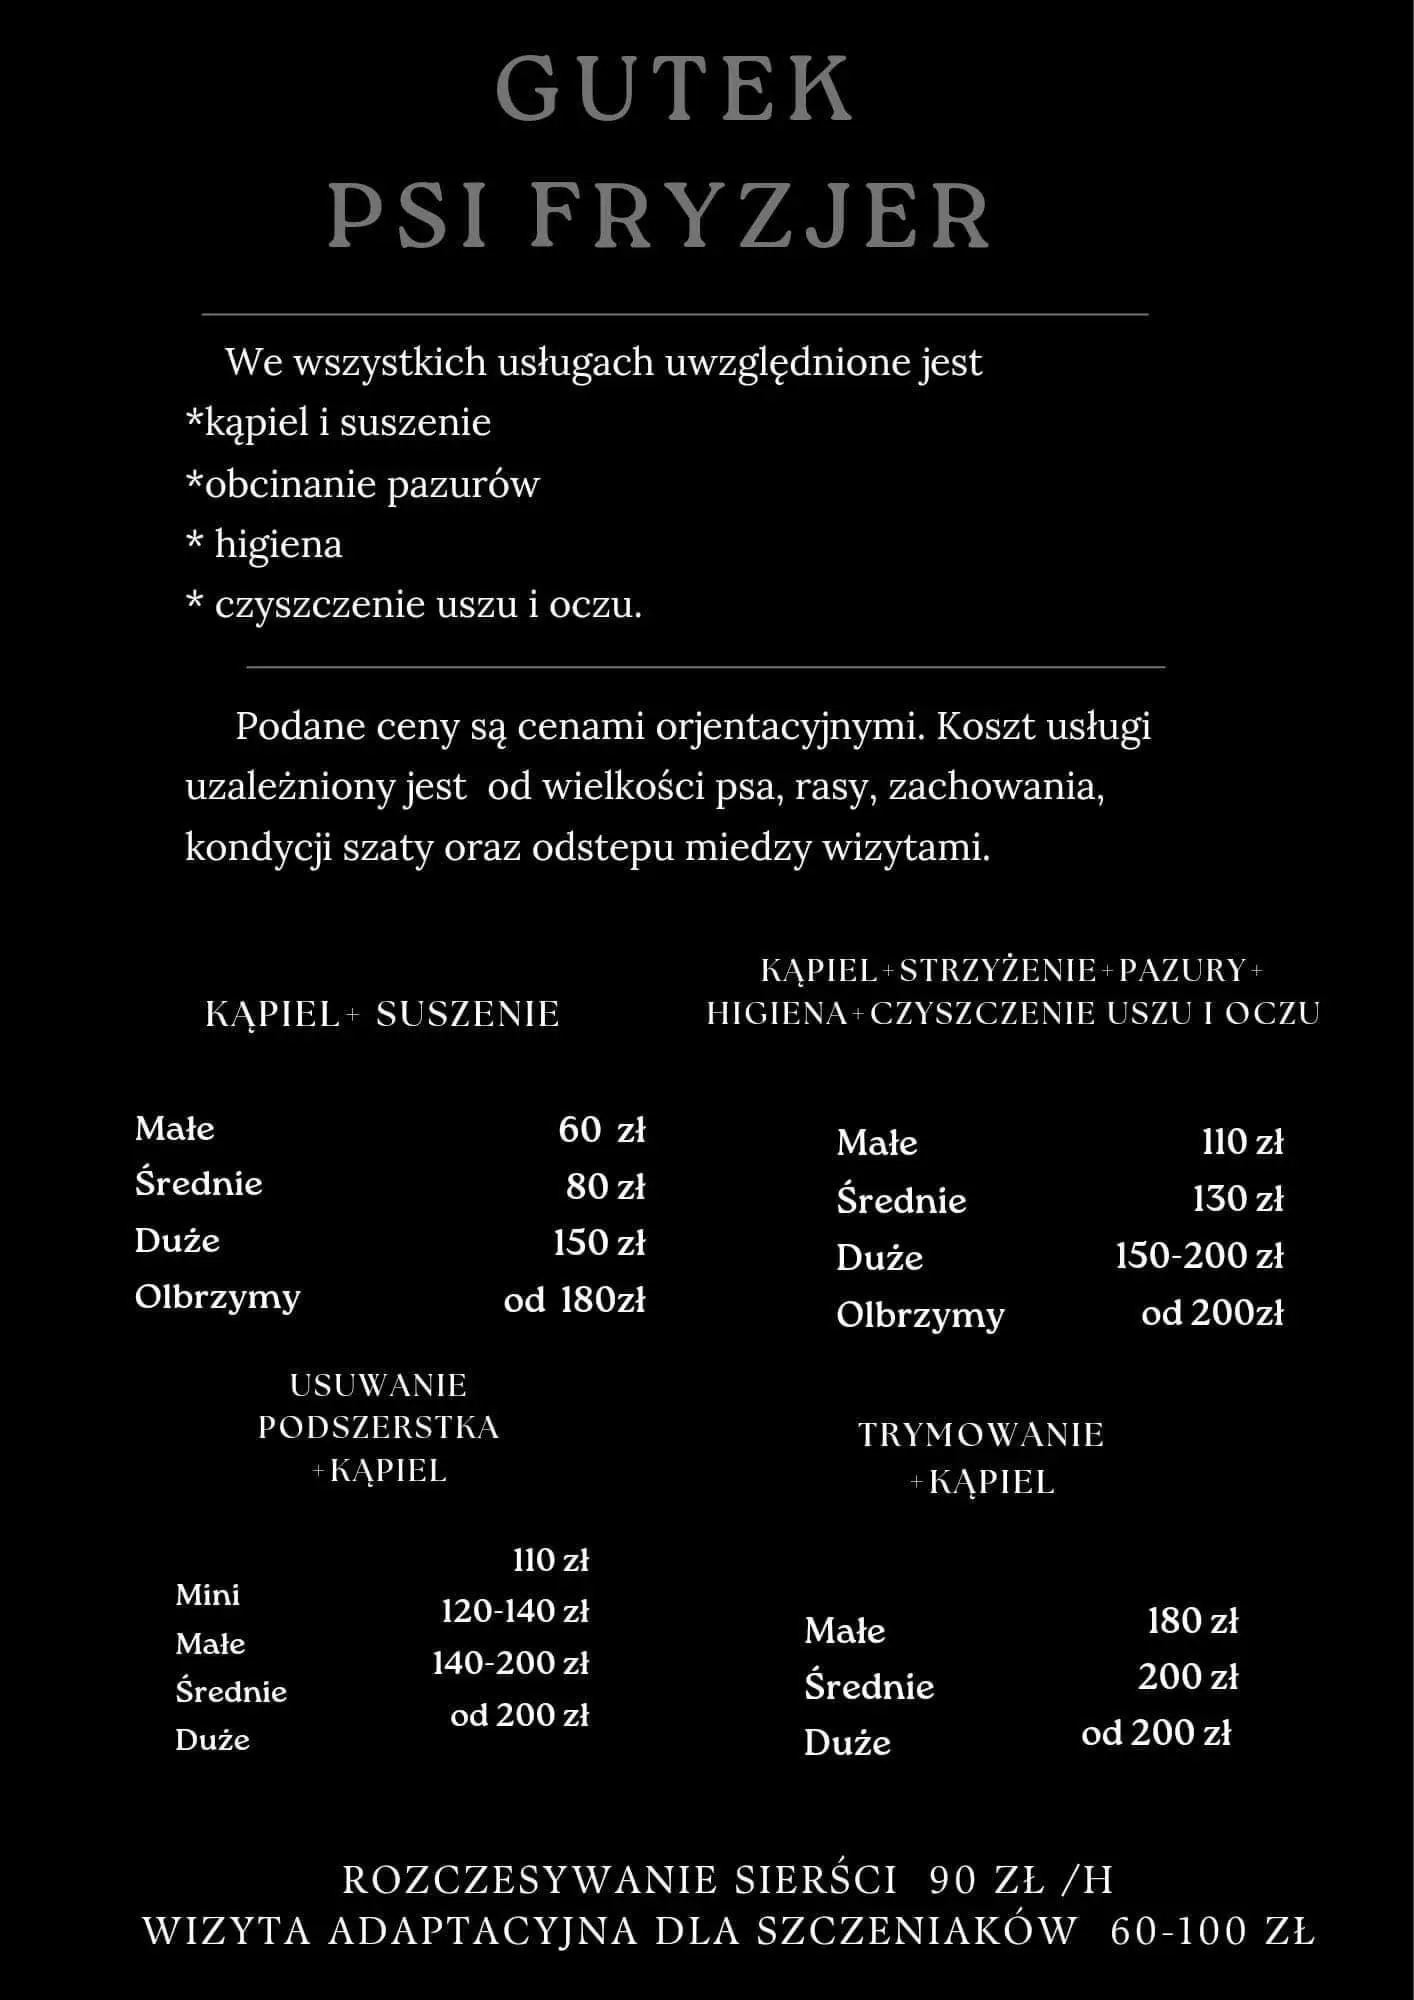 GUTEK
PSI FRYZJER
We wszystkich usługach uwzględnione jest
*kąpiel i suszenie
*obcinanie pazurów
* higiena
* czyszczenie uszu i oczu.
Podane ceny są cenami orjentacyjnymi. Koszt usługi
uzależniony jest  od wielkości psa, rasy, zachowania,
kondycji szaty oraz odstepu miedzy wizytami.
KĄPIEL+ SUSZENIE
Małe 60 zł
Średnie 80 zł
Duże 150 zł
Olbrzymy od 180zł
KĄPIEL+STRZYŻENIE+PAZURY+
HIGIENA+CZYSZCZENIE USZU I OCZU
Małe 110 zł
Średnie 130 zł
Duże 150-200 zł
Olbrzymy od 200zł
USUWANIE
PODSZERSTKA
+KĄPIEL
Mini 110 zł
Małe 120-140 zł
Średnie 140-200 zł
Duże od 200 zł
TRYMOWANIE
+KĄPIEL
Małe 180 zł
Średnie 200 zł
Duże od 200 zł
ROZCZESYWANIE SIERŚCI 90 ZŁ /H
WIZYTA ADAPTACYJNA DLA SZCZENIAKÓW 60-100 ZŁ